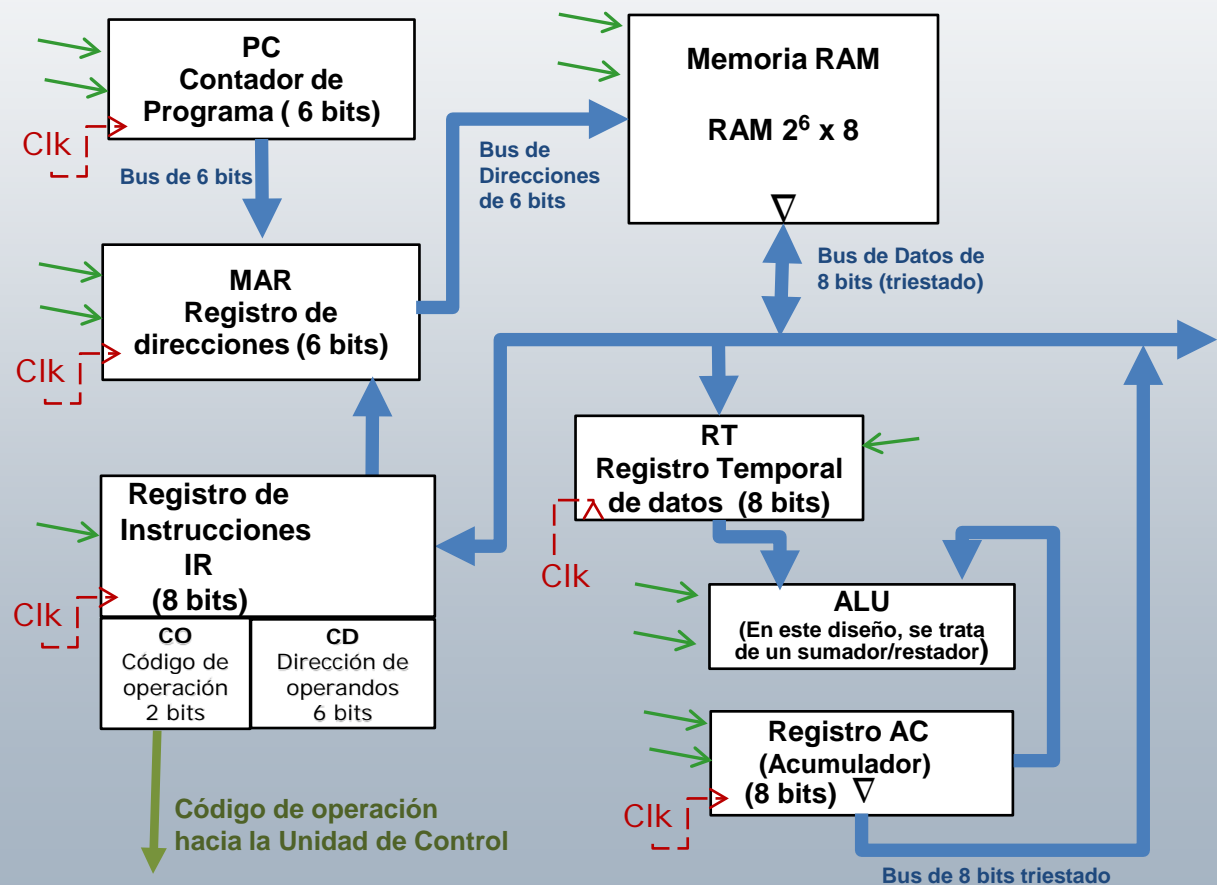 PC
Contador de
Programa ( 6 bits)
Clk
Bus de 6 bits
Memoria RAM
RAM 2⁶ x 8
Bus de
Direcciones
de 6 bits
Bus de Datos de
8 bits (triestado)
MAR
Registro de
direcciones (6 bits)
Clk
RT
Registro Temporal
de datos (8 bits)
Clk
Registro de
Instrucciones
IR
(8 bits)
Clk
CO
Código de
operación
2 bits
CD
Dirección de
operandos
6 bits
ALU
(En este diseño, se trata
de un sumador/restador)
Registro AC
(Acumulador)
(8 bits)
Clk
Código de operación
hacia la Unidad de Control
Bus de 8 bits triestado